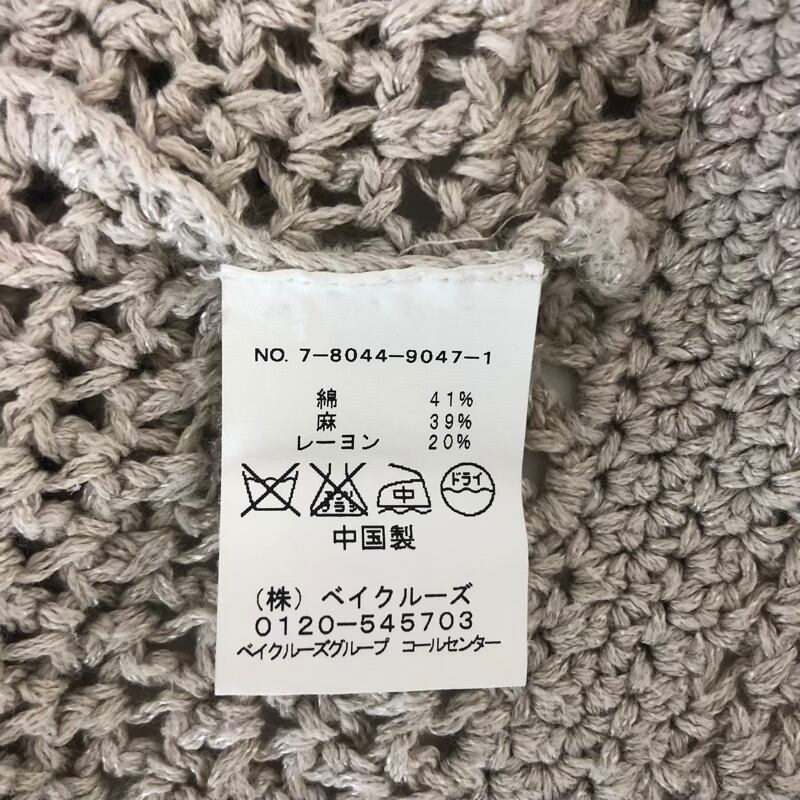 NO. 7-8044-9047-1
綿 41%
麻 39%
レーヨン 20%
中 ドライ
中国製
(株) ベイクルーズ
0120-545703
ベイクルーズグループ コールセンター